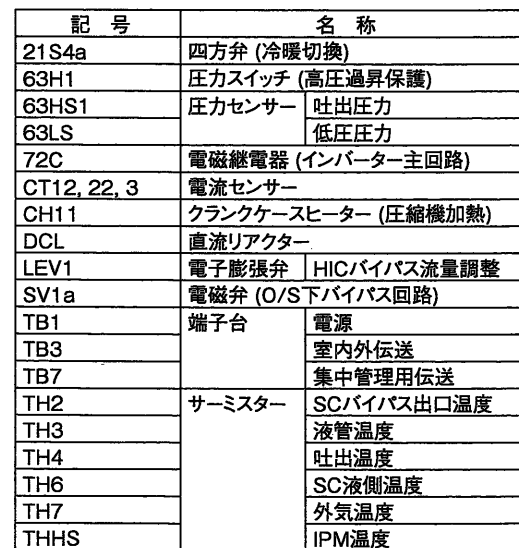 記 号 名 称
21S4a 四方弁 (冷暖切換)
63H1 圧力スイッチ (高圧過昇保護)
63HS1 圧力センサー 吐出圧力
63LS 低圧圧力
72C 電磁継電器 (インバーター主回路)
CT12, 22, 3 電流センサー
CH11 クランクケースヒーター (圧縮機加熱)
DCL 直流リアクター
LEV1 電子膨張弁 HICバイパス流量調整
SV1a 電磁弁 (O/S下バイパス回路)
TB1 端子台 電源
TB3 室内外伝送
TB7 集中管理用伝送
TH2 サーミスター SCバイパス出口温度
TH3 液管温度
TH4 吐出温度
TH6 SC液側温度
TH7 外気温度
THHS IPM温度